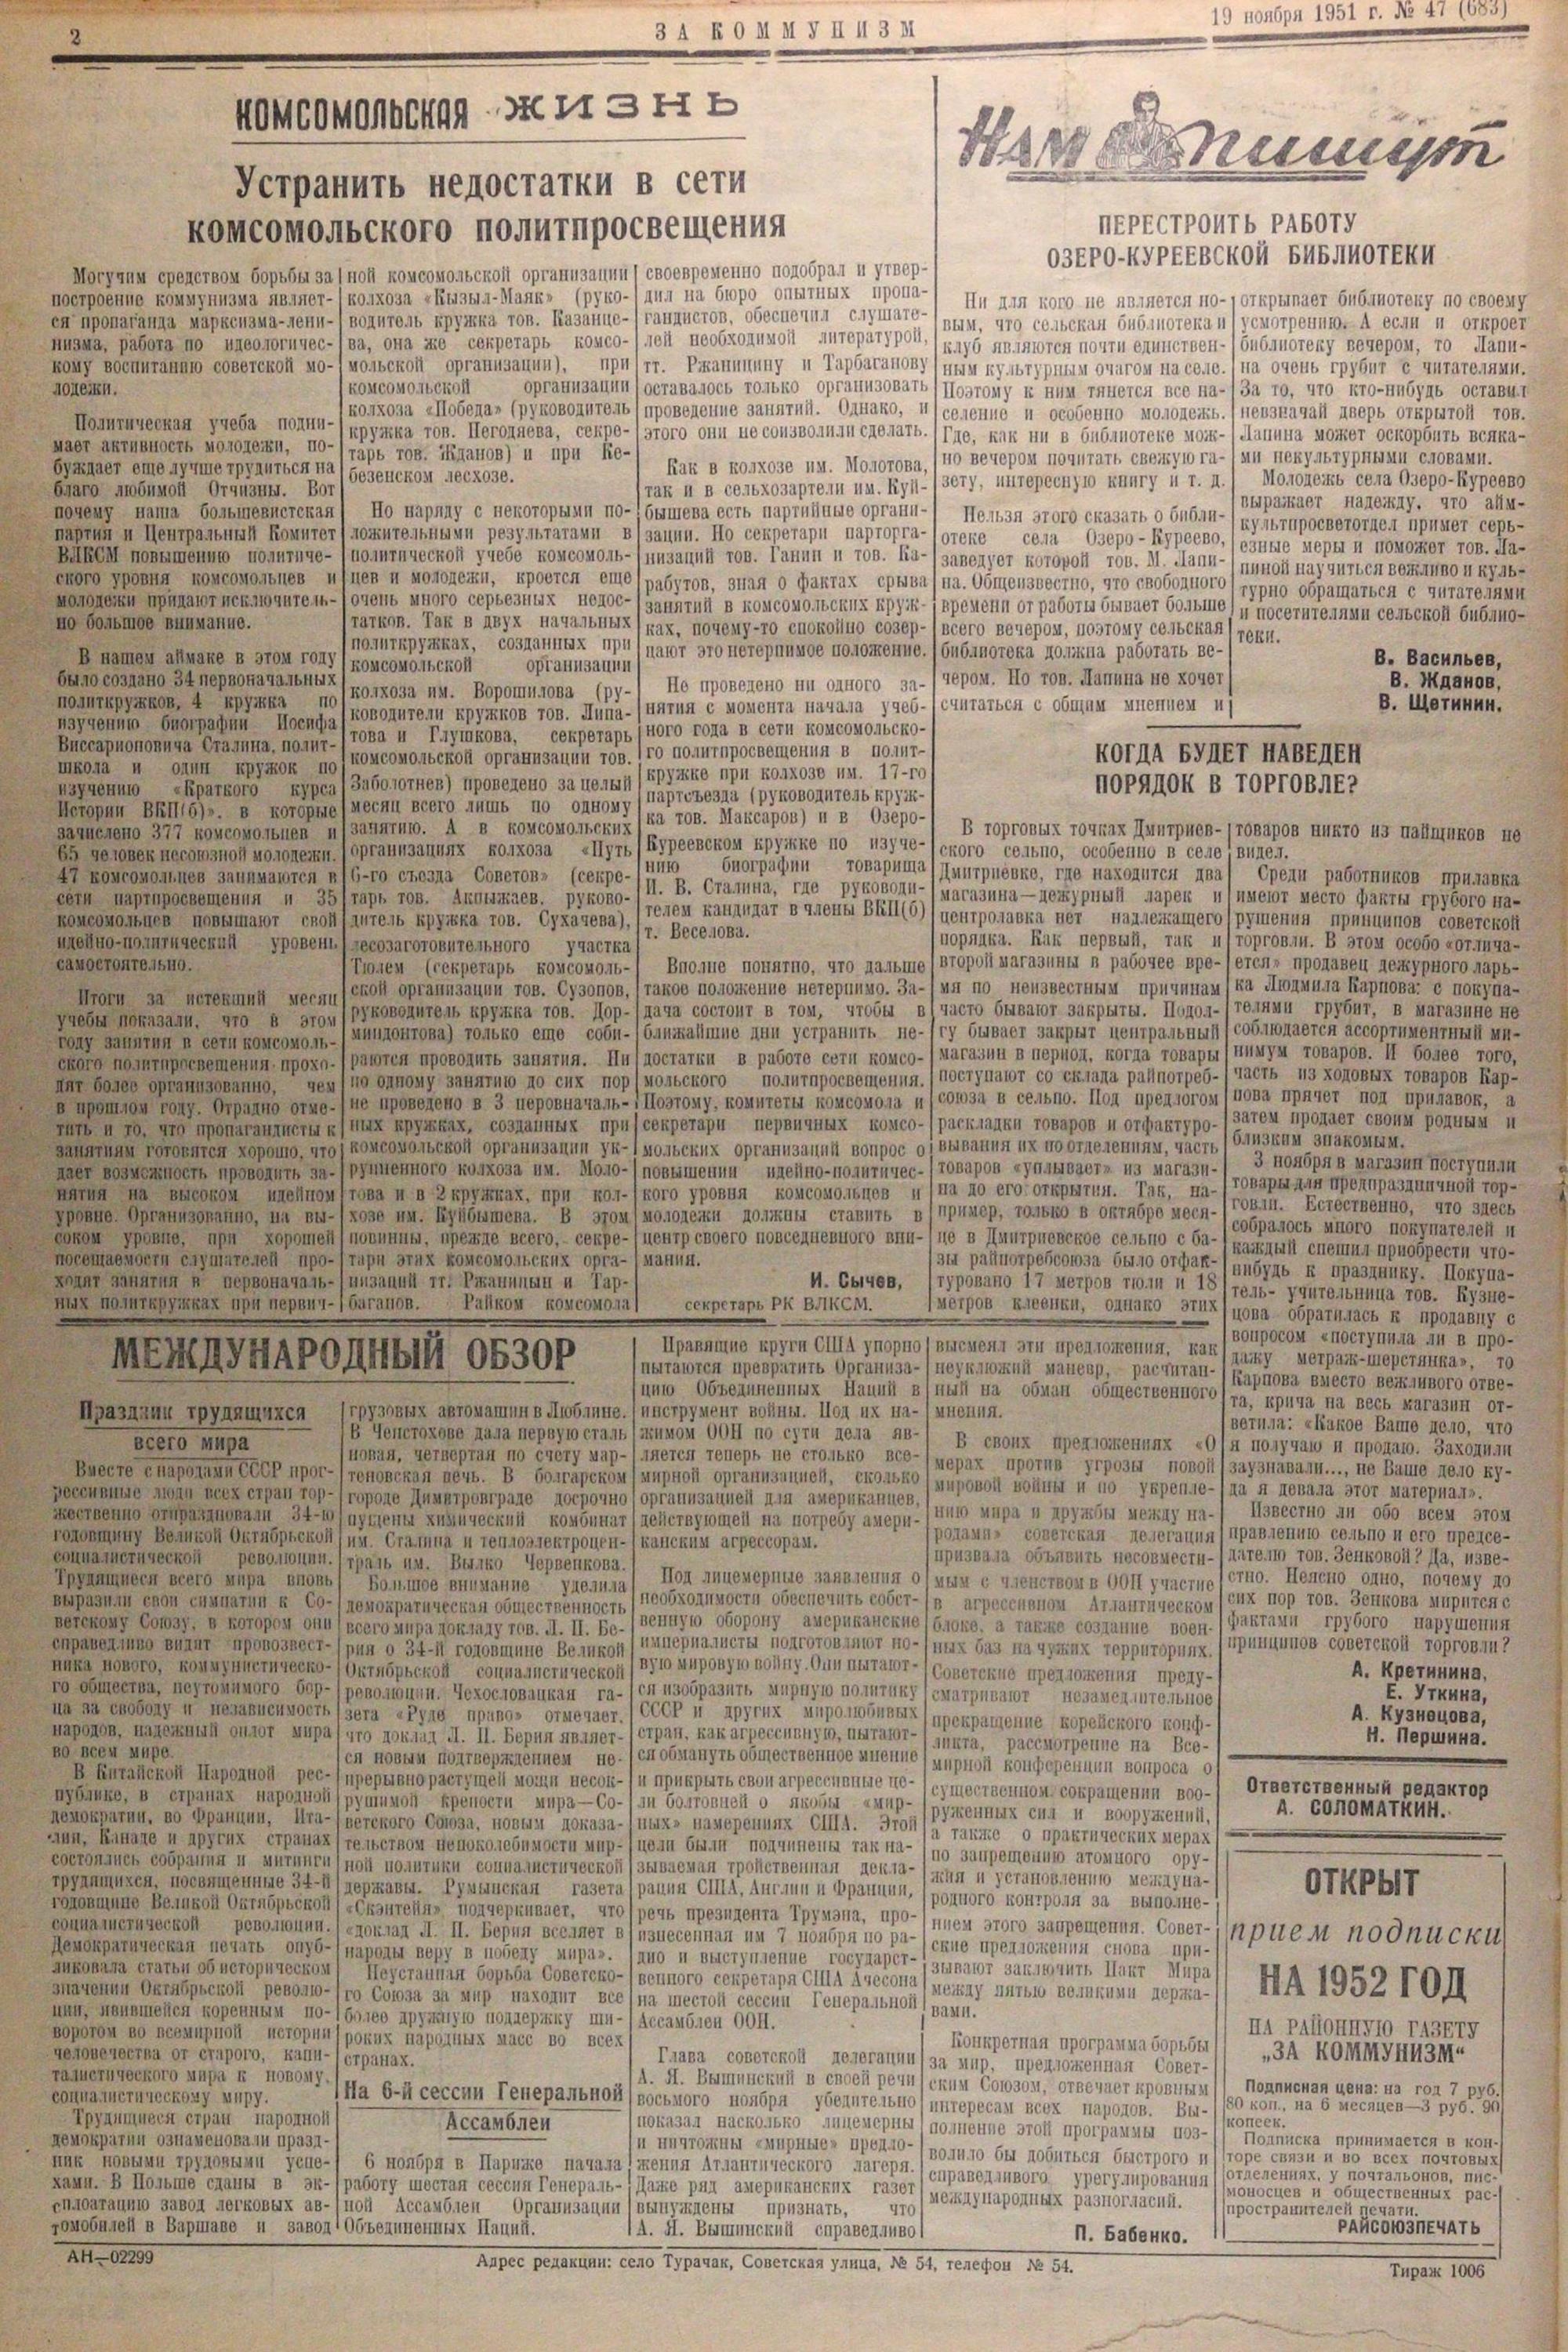 2
ЗА КОММУНИЗМ
19 ноября 1951 г. № 47 (683)
комсомольская жизнь
Устранить недостатки в сети
комсомольского политпросвещения
Могучим средством борьбы за
построение коммунизма являет-
ся пропаганда марксизма-лени-
низма, работа по идеологичес-
кому воспитанию советской мо-
лодежи.
Политическая учеба подни-
мает активность молодежи, по-
буждает еще лучше трудиться на
благо любимой Отчизны. Вот
почему наша большевистская
партия и Центральный Комитет
ВЛКСМ повышению политиче-
ского уровня комсомольцев и
молодежи придают исключитель-
но большое внимание.
В нашем аймаке в этом году
было создано 34 первоначальных
политкружков, 4 кружка по
изучению биографии Иосифа
Виссарионовича Сталина, полит-
школа и один кружок по
изучению «Краткого курса
Истории ВКП(б)», в которые
зачислено 377 комсомольцев и
65 человек несоюзной молодежи.
47 комсомольцев занимаются в
сети партпросвещения и 35
комсомольцев повышают свой
идейно-политический уровень
самостоятельно.
Итоги за истекший месяц
учебы показали, что в этом
году занятия в сети комсомоль-
ского политпросвещения прохо-
дят более организованно, чем
в прошлом году. Отрадно отме-
тить и то, что пропагандисты к
занятиям готовятся хорошо, что
дает возможность проводить за-
нятия на высоком идейном
уровне. Организованно, на вы-
соком уровне, при хорошей
посещаемости слушателей про-
ходят занятия в первоначаль-
ных политкружках при первич-
ной комсомольской организации
колхоза «Кызыл-Маяк» (руко-
водитель кружка тов. Казанце-
ва, она же секретарь комсо-
мольской организации), при
комсомольской организации
колхоза «Победа» (руководитель
кружка тов. Пегодяева, секре-
тарь тов. Жданов) и при Ке-
безенском лесхозе.
Но наряду с некоторыми по-
ложительными результатами в
политической учебе комсомоль-
цев и молодежи, кроется еще
очень много серьезных недос-
татков. Так в двух начальных
политкружках, созданных при
комсомольской организации
колхоза им. Ворошилова (ру-
ководители кружков тов. Липа-
това и Глушкова, секретарь
комсомольской организации тов.
Заболотнев) проведено за целый
месяц всего лишь по одному
занятию. А в комсомольских
организациях колхоза «Путь
6-го съезда Советов» (секре-
тарь тов. Акпыжаев, руково-
дитель кружка тов. Сухачева),
лесозаготовительного участка
Тюлем (секретарь комсомоль-
ской организации тов. Сузопов,
руководитель кружка тов. Дор-
миндонтова) только еще соби-
раются проводить занятия. Ни
по одному занятию до сих пор
не проведено в 3 перовначаль-
ных кружках, созданных при
комсомольской организации ук-
рупненного колхоза им. Моло-
това и в 2 кружках, при кол-
хозе им. Куйбышева. В этом
повинны, прежде всего, секре-
тари этих комсомольских орга-
низаций тт. Ржаницын и Тар-
баганов. Райком комсомола
своевременно подобрал и утвер-
дил на бюро опытных пропа-
гандистов, обеспечил слушате-
лей необходимой литературой,
тт. Ржаницину и Тарбаганову
оставалось только организовать
проведение занятий. Однако, и
этого они не соизволили сделать.
Как в колхозе им. Молотова,
так и в сельхозартели им. Куй-
бышева есть партийные органи-
зации. Но секретари парторга-
низаций тов. Ганин и тов. Ка-
рабутов, зная о фактах срыва
занятий в комсомольских круж-
ках, почему-то спокойно созер-
цают это нетерпимое положение.
Не проведено ни одного за-
нятия с момента начала учеб-
ного года в сети комсомольско-
го политпросвещения в полит-
кружке при колхозе им. 17-го
партсъезда (руководитель круж-
ка тов. Максаров) и в Озеро-
Куреевском кружке по изуче-
нию биографии товарища
И. В. Сталина, где руководи-
телем кандидат в члены ВКП(б)
т. Веселова.
Вполне понятно, что дальше
такое положение нетерпимо. За-
дача состоит в том, чтобы в
ближайшие дни устранить не-
достатки в работе сети комсо-
мольского политпросвещения.
Поэтому, комитеты комсомола и
секретари первичных комсо-
мольских организаций вопрос о
повышении идейно-политичес-
кого уровня комсомольцев и
молодежи должны ставить в
центр своего повседневного вни-
мания.
И. Сычев,
секретарь РК ВЛКСМ.
Нам пишут
ПЕРЕСТРОИТЬ РАБОТУ
ОЗЕРО-КУРЕЕВСКОЙ БИБЛИОТЕКИ
Ни для кого не является но-
вым, что сельская библиотека и
клуб являются почти единствен-
ным культурным очагом на селе.
Поэтому к ним тянется все на-
селение и особенно молодежь.
Где, как ни в библиотеке мож-
но вечером почитать свежую га-
зету, интересную книгу и т. д.
Нельзя этого сказать о библи-
отеке села Озеро-Куреево,
заведует которой тов. М. Лапи-
на. Общеизвестно, что свободного
времени от работы бывает больше
всего вечером, поэтому сельская
библиотека должна работать ве-
чером. Но тов. Лапина не хочет
считаться с общим мнением и
открывает библиотеку по своему
усмотрению. А если и откроет
библиотеку вечером, то Лапи-
на очень грубит с читателями.
За то, что кто-нибудь оставил
невзначай дверь открытой тов.
Лапина может оскорбить всяка-
ми некультурными словами.
Молодежь села Озеро-Куреево
выражает надежду, что айм-
культпросветотдел примет серь-
езные меры и поможет тов. Ла-
пиной научиться вежливо и куль-
турно обращаться с читателями
и посетителями сельской библио-
теки.
В. Васильев,
В. Жданов,
В. Щетинин.
КОГДА БУДЕТ НАВЕДЕН
ПОРЯДОК В ТОРГОВЛЕ?
В торговых точках Дмитриев-
ского сельпо, особенно в селе
Дмитриевке, где находится два
магазина—дежурный ларек и
центролавка нет надлежащего
порядка. Как первый, так и
второй магазины в рабочее вре-
мя по неизвестным причинам
часто бывают закрыты. Подол-
гу бывает закрыт центральный
магазин в период, когда товары
поступают со склада райпотреб-
союза в сельпо. Под предлогом
раскладки товаров и отфактуро-
вывания их по отделениям, часть
товаров «уплывает» из магази-
на до его открытия. Так, на-
пример, только в октябре меся-
це в Дмитриевское сельпо с ба-
зы райпотребсоюза было отфак-
туровано 17 метров тюли и 18
метров клеенки, однако этих
товаров никто из пайщиков не
видел.
Среди работников прилавка
имеют место факты грубого на-
рушения принципов советской
торговли. В этом особо «отлича-
ется» продавец дежурного ларь-
ка Людмила Карпова: с покупа-
телями грубит, в магазине не
соблюдается ассортиментный ми-
нимум товаров. И более того,
часть из ходовых товаров Кар-
пова прячет под прилавок, а
затем продает своим родным и
близким знакомым.
3 ноября в магазин поступили
товары для предпраздничной тор-
говли. Естественно, что здесь
собралось много покупателей и
каждый спешил приобрести что-
нибудь к празднику. Покупа-
тель- учительница тов. Кузне-
цова обратилась к продавцу с
вопросом «поступила ли в про-
дажу метраж-шерстянка», то
Карпова вместо вежливого отве-
та, крича на весь магазин от-
ветила: «Какое Ваше дело, что
я получаю и продаю. Заходили
заузнавали..., не Ваше дело ку-
да я девала этот материал».
Известно ли обо всем этом
правлению сельпо и его предсе-
дателю тов. Зенковой? Да, изве-
стно. Неясно одно, почему до
сих пор тов. Зенкова мирится с
фактами грубого нарушения
принципов советской торговли?
А. Кретинина,
Е. Уткина,
А. Кузнецова,
Н. Першина.
МЕЖДУНАРОДНЫЙ ОБЗОР
Праздник трудящихся
всего мира
Вместе с народами СССР прог-
рессивные люди всех стран тор-
жественно отпраздновали 34-ю
годовщину Великой Октябрьской
социалистической революции.
Трудящиеся всего мира вновь
выразили свои симпатии к Со-
ветскому Союзу, в котором они
справедливо видят провозвест-
ника нового, коммунистическо-
го общества, неутомимого бор-
ца за свободу и независимость
народов, надежный оплот мира
во всем мире.
В Китайской Народной рес-
публике, в странах народной
демократии, во Франции, Ита-
лии, Канаде и других странах
состоялись собрания и митинги
трудящихся, посвященные 34-й
годовщине Великой Октябрьской
социалистической революции.
Демократическая печать опуб-
ликовала статьи об историческом
значении Октябрьской револю-
ции, явившейся коренным по-
воротом во всемирной истории
человечества от старого, капи-
талистического мира к новому,
социалистическому миру.
Трудящиеся стран народной
демократии ознаменовали празд-
ник новыми трудовыми успе-
хами. В Польше сданы в эк-
сплоатацию завод легковых ав-
томобилей в Варшаве и завод
грузовых автомашин в Люблине.
В Ченстохове дала первую сталь
новая, четвертая по счету мар-
теновская печь. В болгарском
городе Димитровграде досрочно
пущены химический комбинат
им. Сталина и теплоэлектроцен-
траль им. Вылко Червенкова.
Большое внимание уделила
демократическая общественность
всего мира докладу тов. Л. П. Бе-
рия о 34-й годовщине Великой
Октябрьской социалистической
революции. Чехословацкая га-
зета «Руде право» отмечает,
что доклад Л. П. Берия являет-
ся новым подтверждением не-
прерывно растущей мощи несок-
рушимой крепости мира—Со-
ветского Союза, новым доказа-
тельством непоколебимости мир-
ной политики социалистической
державы. Румынская газета
«Скэнтейя» подчеркивает, что
«доклад Л. П. Берия вселяет в
народы веру в победу мира».
Неустанная борьба Советско-
го Союза за мир находит все
более дружную поддержку ши-
роких народных масс во всех
странах.
На 6-й сессии Генеральной
Ассамблеи
6 ноября в Париже начала
работу шестая сессия Генераль-
ной Ассамблеи Организации
Объединенных Наций.
Правящие круги США упорно
пытаются превратить Организа-
цию Объединенных Наций в
инструмент войны. Под их на-
жимом ООН по сути дела яв-
ляется теперь не столько все-
мирной организацией, сколько
организацией для американцев,
действующей на потребу амери-
канским агрессорам.
Под лицемерные заявления о
необходимости обеспечить собст-
венную оборону американские
империалисты подготовляют но-
вую мировую войну. Они пытают-
ся изобразить мирную политику
СССР и других миролюбивых
стран, как агрессивную, пытают-
ся обмануть общественное мнение
и прикрыть свои агрессивные це-
ли болтовней о якобы «мир-
ных» намерениях США. Этой
цели были подчинены так на-
зываемая тройственная декла-
рация США, Англии и Франции,
речь президента Трумэна, про-
изнесенная им 7 ноября по ра-
дио и выступление государст-
венного секретаря США Ачесона
на шестой сессии Генеральной
Ассамблеи ООН.
Глава советской делегации
А. Я. Вышинский в своей речи
восьмого ноября убедительно
показал насколько лицемерны
и ничтожны «мирные» предло-
жения Атлантического лагеря.
Даже ряд американских газет
вынуждены признать, что
А. Я. Вышинский справедливо
высмеял эти предложения, как
неуклюжий маневр, расчитан-
ный на обман общественного
мнения.
В своих предложениях «О
мерах против угрозы новой
мировой войны и по укрепле-
нию мира и дружбы между на-
родами» советская делегация
призвала объявить несовмести-
мым с членством в ООН участие
в агрессивном Атлантическом
блоке, а также создание воен-
ных баз на чужих территориях.
Советские предложения преду-
сматривают незамедлительное
прекращение корейского конф-
ликта, рассмотрение на Все-
мирной конференции вопроса о
существенном сокращении воо-
руженных сил и вооружений,
а также о практических мерах
по запрещению атомного ору-
жия и установлению междуна-
родного контроля за выполне-
нием этого запрещения. Совет-
ские предложения снова при-
зывают заключить Пакт Мира
между пятью великими держа-
вами.
Конкретная программа борьбы
за мир, предложенная Совет-
ским Союзом, отвечает кровным
интересам всех народов. Вы-
полнение этой программы поз-
волило бы добиться быстрого и
справедливого урегулирования
международных разногласий.
П. Бабенко.
Ответственный редактор
А. СОЛОМАТКИН.
ОТКРЫТ
прием подписки
НА 1952 ГОД
НА РАЙОННУЮ ГАЗЕТУ
„ЗА КОММУНИЗМ“
Подписная цена: на год 7 руб.
80 коп., на 6 месяцев—3 руб. 90
копеек.
Подписка принимается в кон-
торе связи и во всех почтовых
отделениях, у почтальонов, пис-
моносцев и общественных рас-
пространителей печати.
РАЙСОЮЗПЕЧАТЬ
АН—02299
Адрес редакции: село Турачак, Советская улица, № 54, телефон № 54.
Тираж 1006